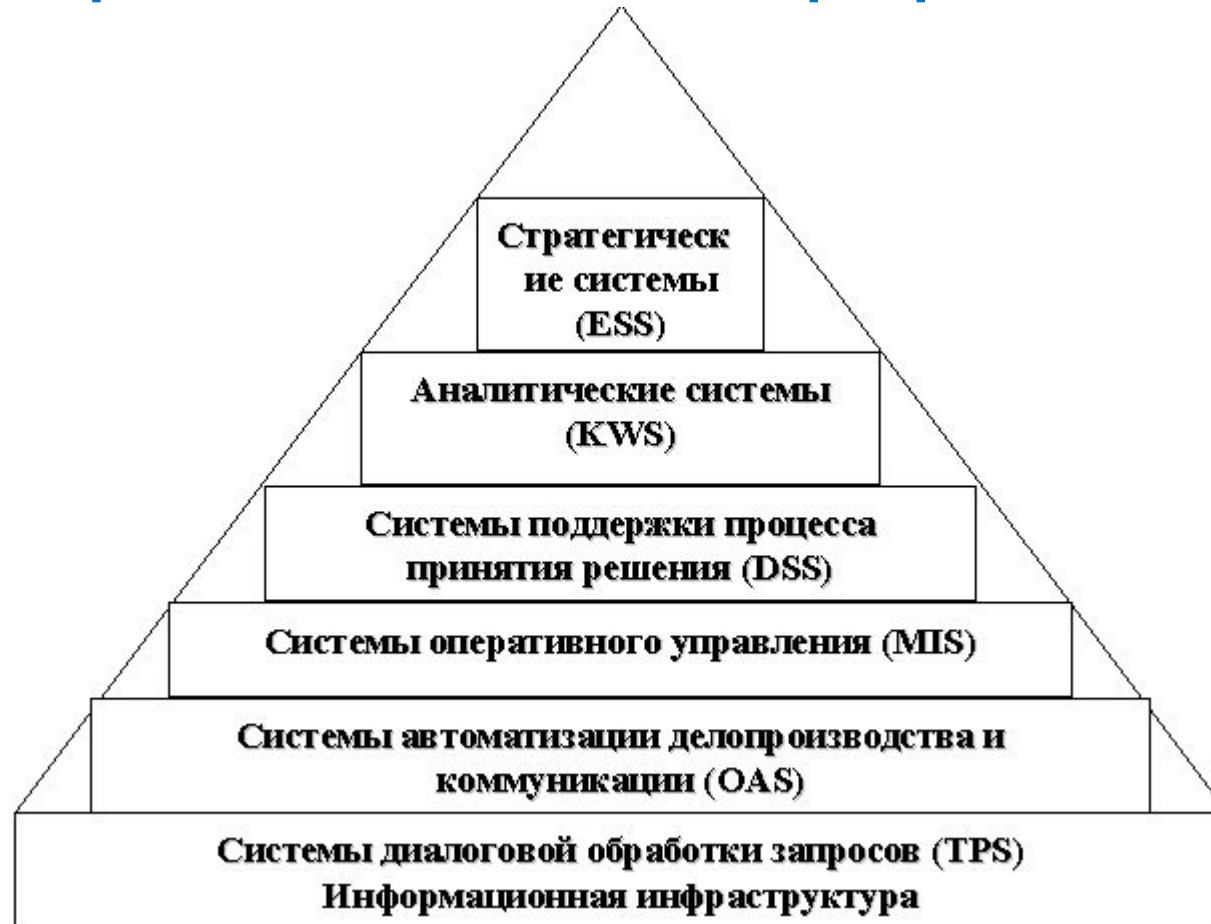 Стратегическ
ие системы
(ESS)
Аналитические системы
(KWS)
Системы поддержки процесса
принятия решения (DSS)
Системы оперативного управления (MIS)
Системы автоматизации делопроизводства и
коммуникации (OAS)
Системы диалоговой обработки запросов (TPS)
Информационная инфраструктура